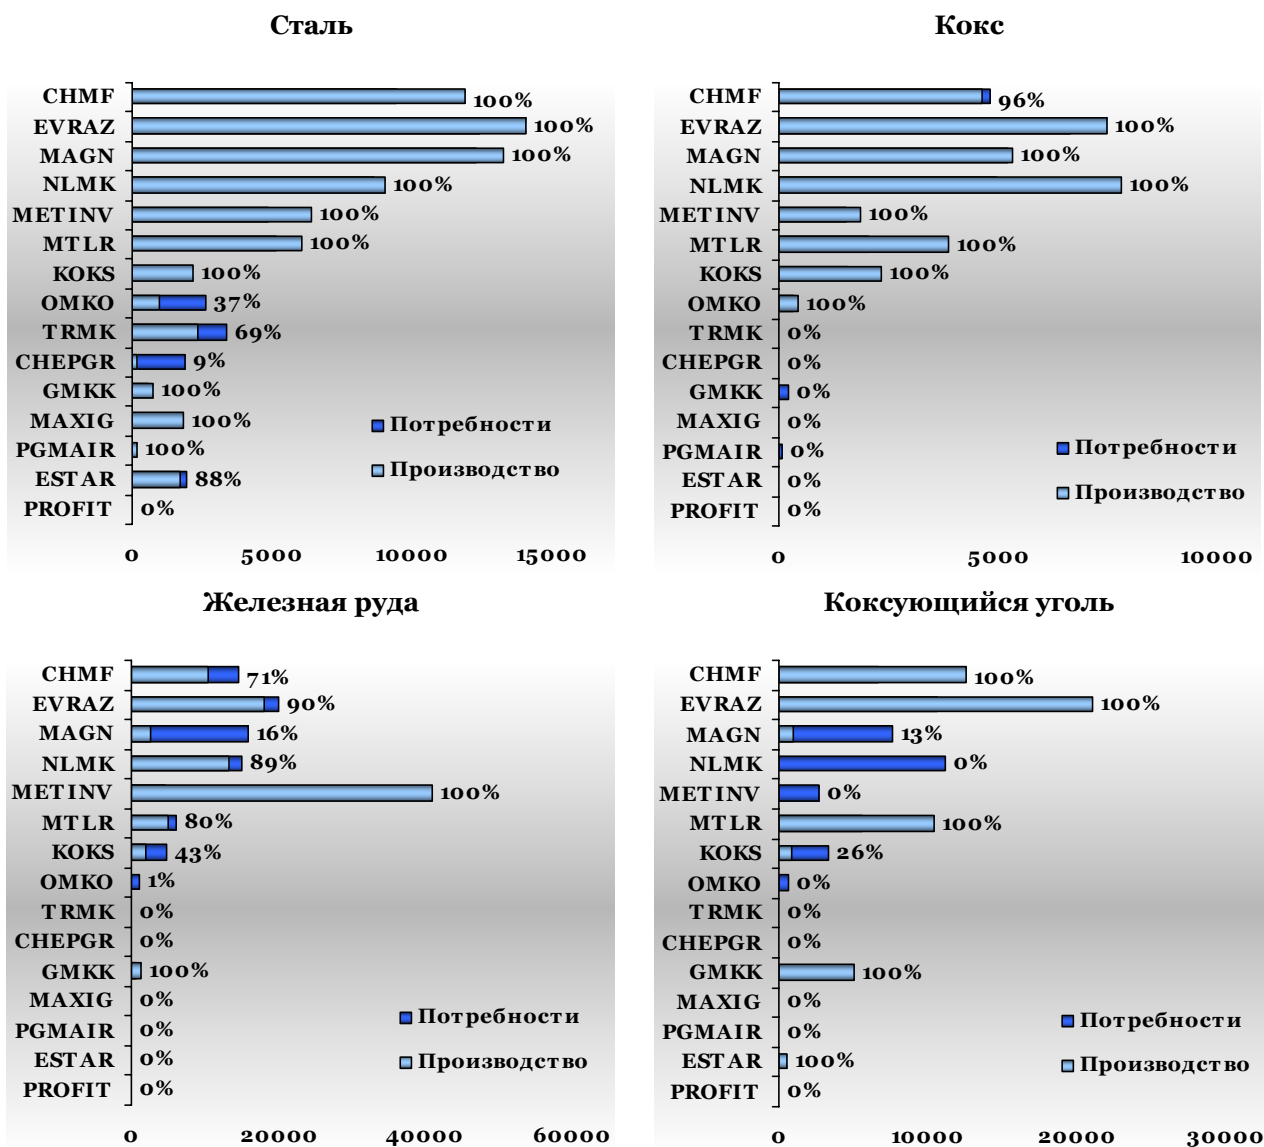 Сталь
CHMF 100%
EVRAZ 100%
MAGN 100%
NLMK 100%
METINV 100%
MTLR 100%
KOKS 100%
OMKO 37%
TRMK 69%
CHEPGR 9%
GMKK 100%
MAXIG 100%
PGMAIR 100%
ESTAR 88%
PROFIT 0%
Потребности
Производство
0 5000 10000 15000
Кокс
CHMF 96%
EVRAZ 100%
MAGN 100%
NLMK 100%
METINV 100%
MTLR 100%
KOKS 100%
OMKO 100%
TRMK 0%
CHEPGR 0%
GMKK 0%
MAXIG 0%
PGMAIR 0%
ESTAR 0%
PROFIT 0%
Потребности
Производство
0 5000 10000
Железная руда
CHMF 71%
EVRAZ 90%
MAGN 16%
NLMK 89%
METINV 100%
MTLR 80%
KOKS 43%
OMKO 1%
TRMK 0%
CHEPGR 0%
GMKK 100%
MAXIG 0%
PGMAIR 0%
ESTAR 0%
PROFIT 0%
Потребности
Производство
0 20000 40000 60000
Коксующийся уголь
CHMF 100%
EVRAZ 100%
MAGN 13%
NLMK 0%
METINV 0%
MTLR 100%
KOKS 26%
OMKO 0%
TRMK 0%
CHEPGR 0%
GMKK 100%
MAXIG 0%
PGMAIR 0%
ESTAR 100%
PROFIT 0%
Потребности
Производство
0 10000 20000 30000